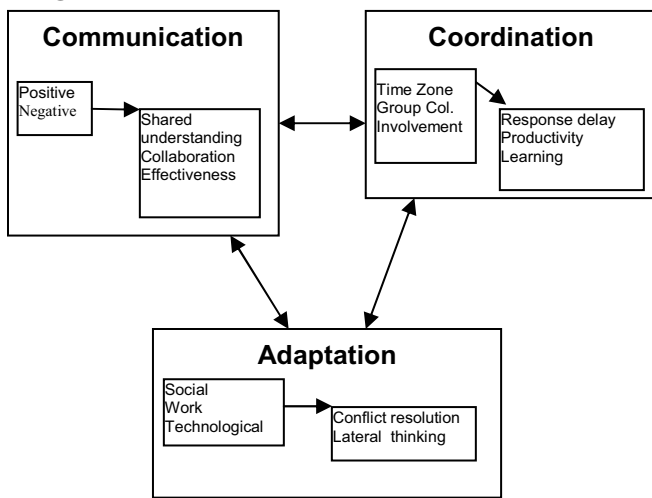 Communication
Positive
Negative
Shared
understanding
Collaboration
Effectiveness
Coordination
Time Zone
Group Col.
Involvement
Response delay
Productivity
Learning
Adaptation
Social
Work
Technological
Conflict resolution
Lateral thinking